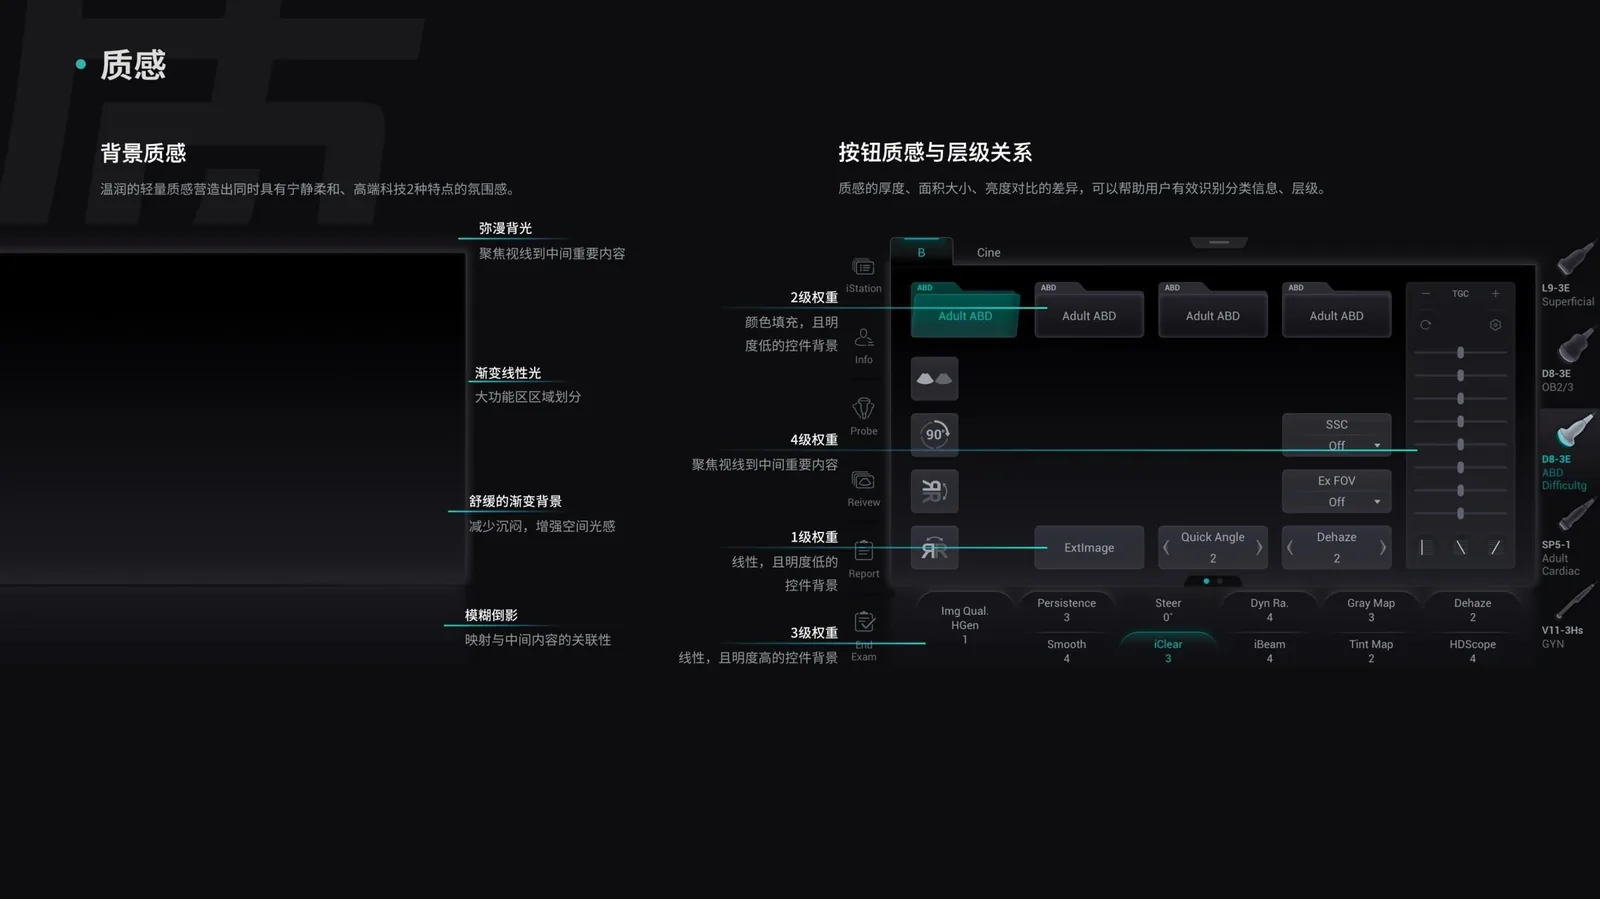 质感
背景质感
温润的轻量质感营造出同时具有宁静柔和、高端科技2种特点的氛围感。
弥漫背光
聚焦视线到中间重要内容
渐变线性光
大功能区区域划分
舒缓的渐变背景
减少沉闷，增强空间光感
模糊倒影
映射与中间内容的关联性
按钮质感与层级关系
质感的厚度、面积大小、亮度对比的差异，可以帮助用户有效识别分类信息、层级。
2级权重
颜色填充，且明
度低的控件背景
4级权重
聚焦视线到中间重要内容
1级权重
线性，且明度低的
控件背景
3级权重
线性，且明度高的控件背景
iStation
Info
Probe
Reivew
Report
End
Exam
B
Cine
ABD
Adult ABD
ABD
Adult ABD
ABD
Adult ABD
ABD
Adult ABD
TGC
90°
SSC
Off
Ex FOV
Off
ExtImage
Quick Angle
2
Dehaze
2
Img Qual.
HGen
1
Persistence
3
Steer
0°
Dyn Ra.
4
Gray Map
3
Dehaze
2
Smooth
4
iClear
3
iBeam
4
Tint Map
2
HDScope
4
L9-3E
Superficial
D8-3E
OB2/3
D8-3E
ABD
Difficultg
SP5-1
Adult
Cardiac
V11-3Hs
GYN